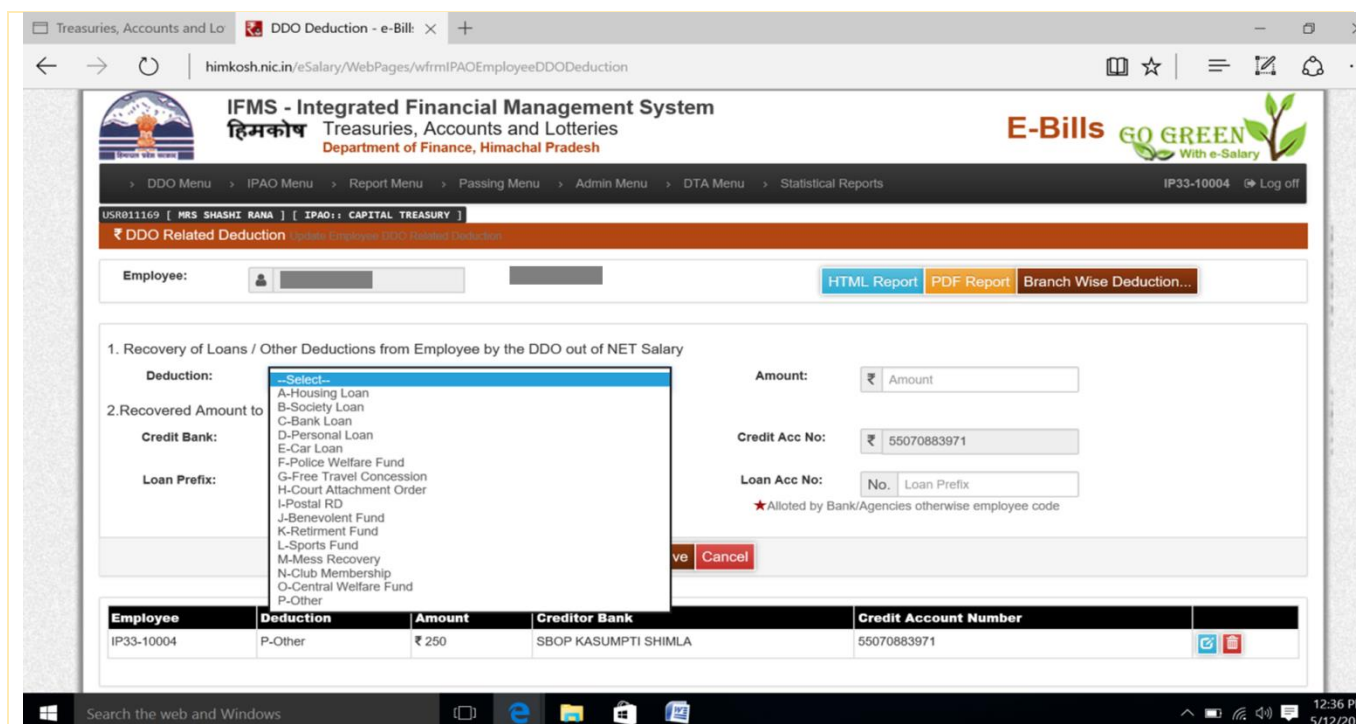 Treasuries, Accounts and Lo
DDO Deduction - e-Bill:
himkosh.nic.in/eSalary/WebPages/wfrmIPAOEmployeeDDODeduction
IFMS - Integrated Financial Management System
हिमकोष Treasuries, Accounts and Lotteries
Department of Finance, Himachal Pradesh
E-Bills GO GREEN
With e-Salary
> DDO Menu > IPAO Menu > Report Menu > Passing Menu > Admin Menu > DTA Menu > Statistical Reports IP33-10004 Log off
USR011169 [ MRS SHASHI RANA ] [ IPAO:: CAPITAL TREASURY ]
₹ DDO Related Deduction Update Employee DDO Related Deduction
Employee:
HTML Report PDF Report Branch Wise Deduction...
1. Recovery of Loans / Other Deductions from Employee by the DDO out of NET Salary
Deduction:
--Select--
A-Housing Loan
B-Society Loan
C-Bank Loan
D-Personal Loan
E-Car Loan
F-Police Welfare Fund
G-Free Travel Concession
H-Court Attachment Order
I-Postal RD
J-Benevolent Fund
K-Retirment Fund
L-Sports Fund
M-Mess Recovery
N-Club Membership
O-Central Welfare Fund
P-Other
Amount: ₹ Amount
2.Recovered Amount to
Credit Bank:
Credit Acc No: ₹ 55070883971
Loan Prefix:
Loan Acc No: No. Loan Prefix
★Alloted by Bank/Agencies otherwise employee code
ve Cancel
Employee Deduction Amount Creditor Bank Credit Account Number
IP33-10004 P-Other ₹ 250 SBOP KASUMPTI SHIMLA 55070883971
Search the web and Windows
12:36 P
5/12/20